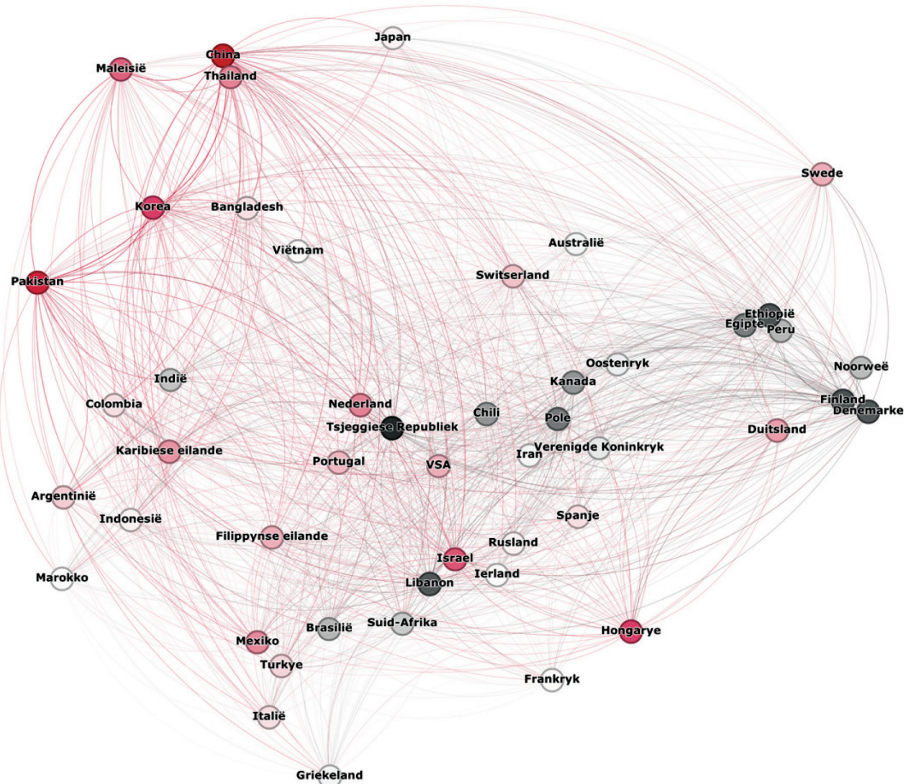 Japan
China
Maleisië
Thailand
Swede
Korea
Bangladesh
Australië
Viëtnam
Switserland
Pakistan
Ethiopië
Egipte
Peru
Oostenryk
Noorweë
Indië
Kanada
Finland
Colombia
Nederland
Chili
Denemarke
Tsjeggiese Republiek
Pole
Duitsland
Karibiese eilande
Verenigde Koninkryk
Iran
Portugal
VSA
Argentinië
Indonesië
Spanje
Filippynse eilande
Rusland
Israel
Ierland
Marokko
Libanon
Suid-Afrika
Brasilië
Hongarye
Mexiko
Turkye
Frankryk
Italië
Griekeland